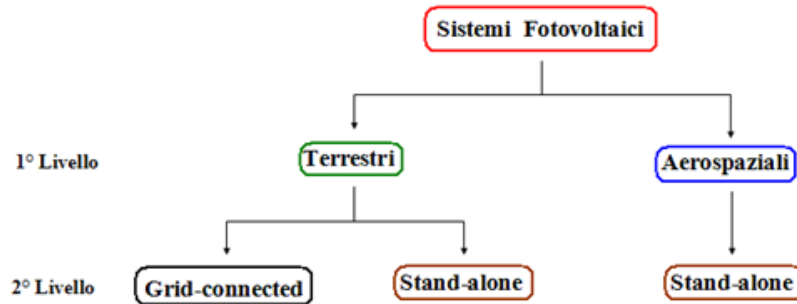 Sistemi Fotovoltaici
1° Livello
Terrestri
Aerospaziali
2° Livello
Grid-connected
Stand-alone
Stand-alone